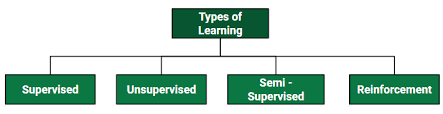 Types of
Learning
Supervised
Unsupervised
Semi -
Supervised
Reinforcement